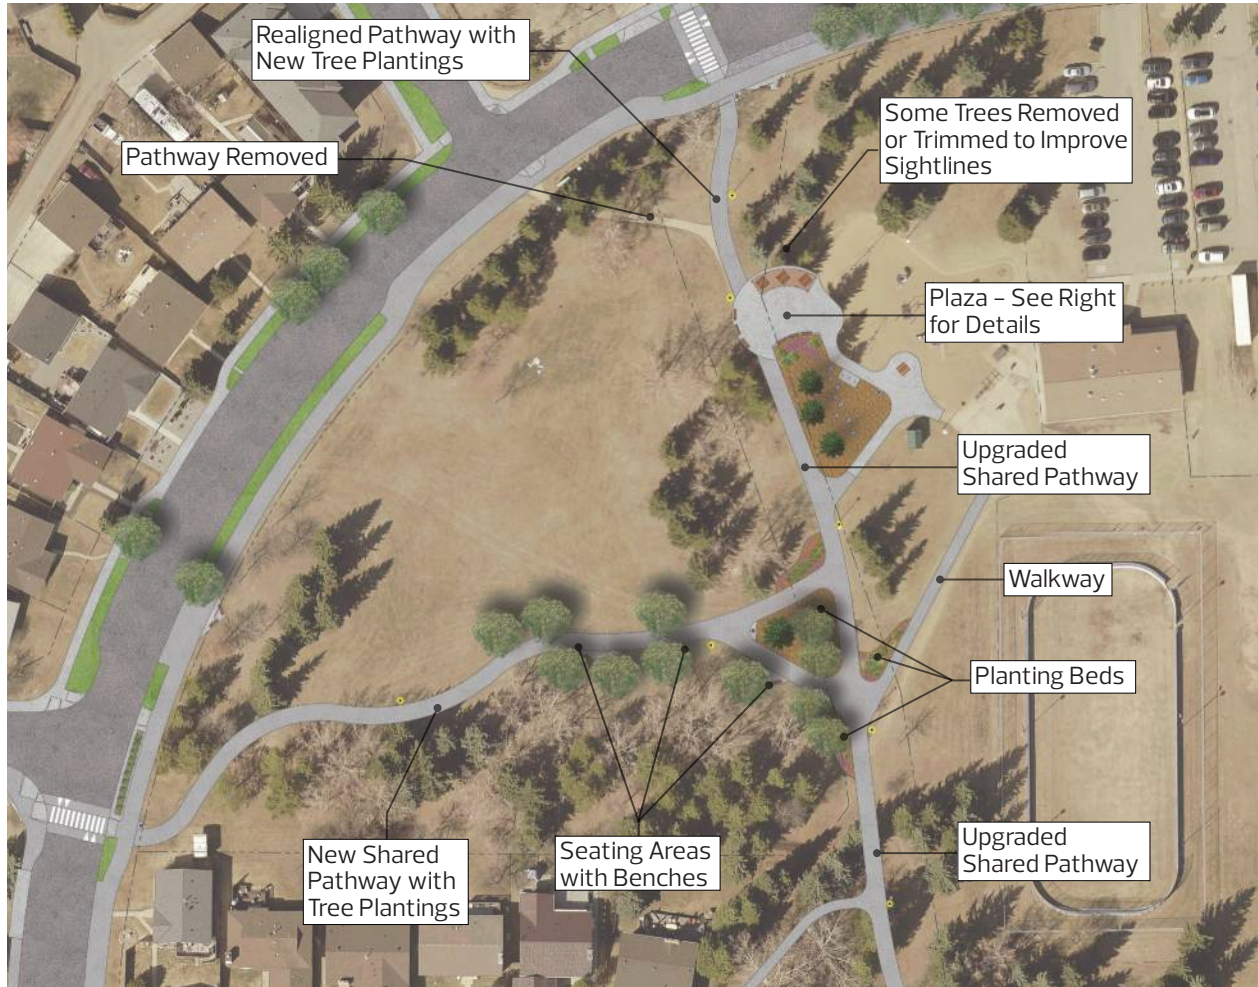 Realigned Pathway with
New Tree Plantings
Pathway Removed
Some Trees Removed
or Trimmed to Improve
Sightlines
Plaza – See Right
for Details
Upgraded
Shared Pathway
Walkway
Planting Beds
Upgraded
Shared Pathway
Seating Areas
with Benches
New Shared
Pathway with
Tree Plantings